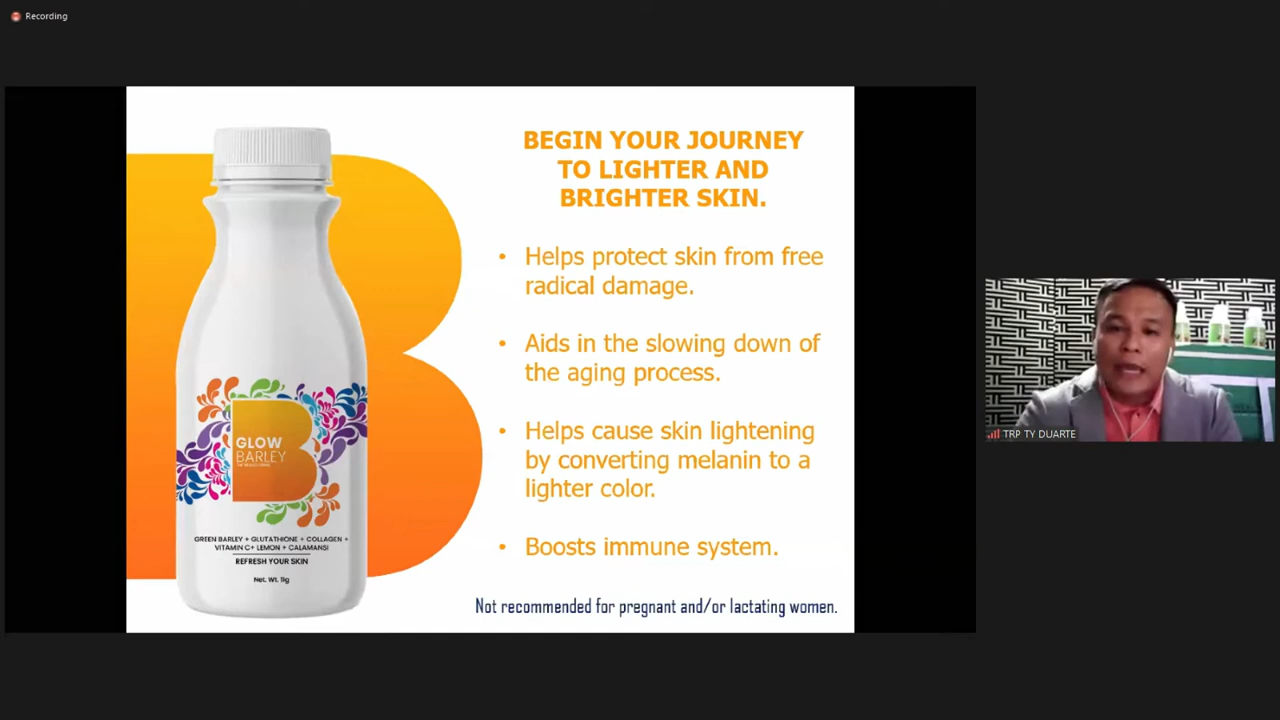 Recording
BEGIN YOUR JOURNEY
TO LIGHTER AND
BRIGHTER SKIN.
• Helps protect skin from free
radical damage.
• Aids in the slowing down of
the aging process.
• Helps cause skin lightening
by converting melanin to a
lighter color.
• Boosts immune system.
Not recommended for pregnant and/or lactating women.
GLOW
BARLEY
GREEN BARLEY + GLUTATHIONE + COLLAGEN +
VITAMIN C+ LEMON + CALAMANSI
REFRESH YOUR SKIN
Net. Wt. 11g
TRP TY DUARTE